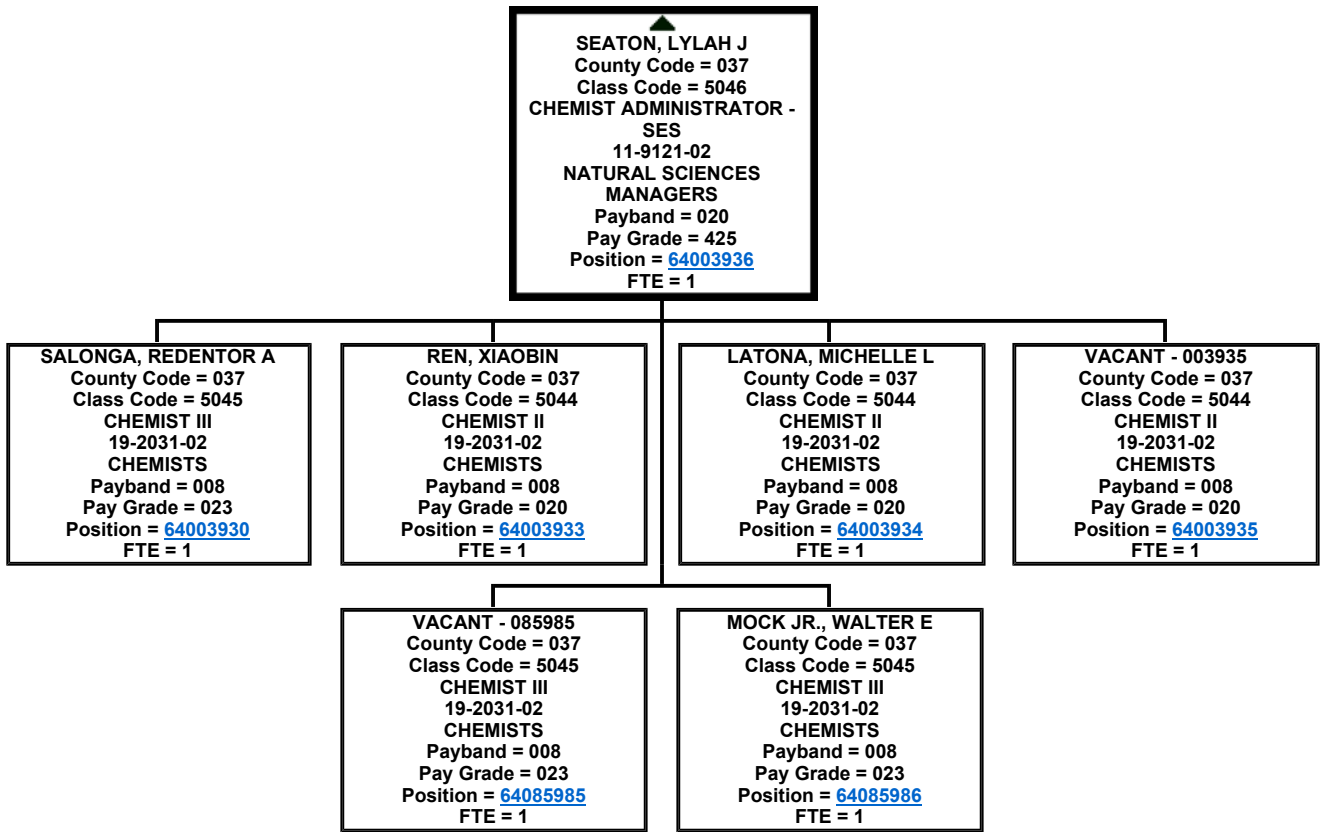 SEATON, LYLAH J
County Code = 037
Class Code = 5046
CHEMIST ADMINISTRATOR -
SES
11-9121-02
NATURAL SCIENCES
MANAGERS
Payband = 020
Pay Grade = 425
Position = 64003936
FTE = 1
SALONGA, REDENTOR A
County Code = 037
Class Code = 5045
CHEMIST III
19-2031-02
CHEMISTS
Payband = 008
Pay Grade = 023
Position = 64003930
FTE = 1
REN, XIAOBIN
County Code = 037
Class Code = 5044
CHEMIST II
19-2031-02
CHEMISTS
Payband = 008
Pay Grade = 020
Position = 64003933
FTE = 1
LATONA, MICHELLE L
County Code = 037
Class Code = 5044
CHEMIST II
19-2031-02
CHEMISTS
Payband = 008
Pay Grade = 020
Position = 64003934
FTE = 1
VACANT - 003935
County Code = 037
Class Code = 5044
CHEMIST II
19-2031-02
CHEMISTS
Payband = 008
Pay Grade = 020
Position = 64003935
FTE = 1
VACANT - 085985
County Code = 037
Class Code = 5045
CHEMIST III
19-2031-02
CHEMISTS
Payband = 008
Pay Grade = 023
Position = 64085985
FTE = 1
MOCK JR., WALTER E
County Code = 037
Class Code = 5045
CHEMIST III
19-2031-02
CHEMISTS
Payband = 008
Pay Grade = 023
Position = 64085986
FTE = 1